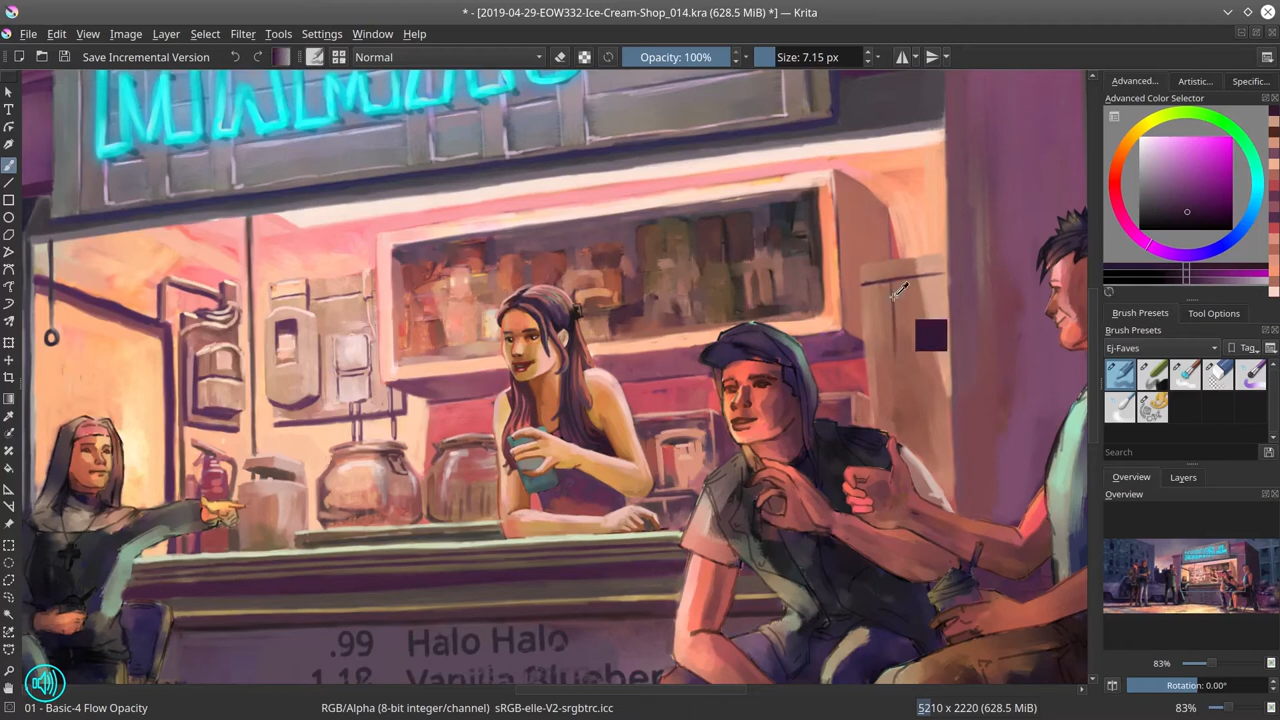 * - [2019-04-29-EOW332-Ice-Cream-Shop_014.kra (628.5 MiB) *] — Krita
File Edit View Image Layer Select Filter Tools Settings Window Help
Save Incremental Version Normal Opacity: 100% Size: 7.15 px
Advanced... Artistic... Specific...
Advanced Color Selector
Brush Presets Tool Options
Brush Presets
Ej-Faves Tag
Search
Overview Layers
Overview
.99 Halo Halo
1.18 Vanilla Blueber
83%
Rotation: 0.00°
01 - Basic-4 Flow Opacity RGB/Alpha (8-bit integer/channel) sRGB-elle-V2-srgbtrc.icc 5210 x 2220 (628.5 MiB) 83%